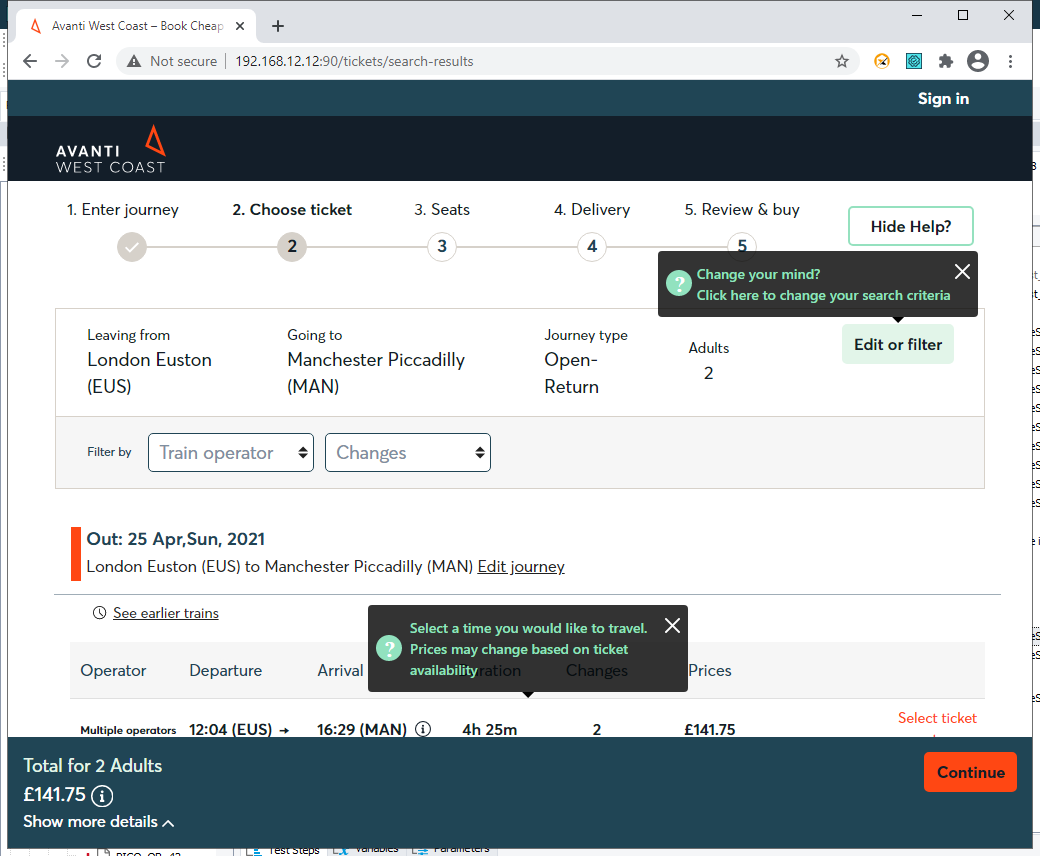 Avanti West Coast – Book Cheap
Not secure
192.168.12.12:90/tickets/search-results
Sign in
AVANTI
WEST COAST
1. Enter journey
2. Choose ticket
3. Seats
4. Delivery
5. Review & buy
Hide Help?
2
3
4
5
? Change your mind?
Click here to change your search criteria
Leaving from
London Euston
(EUS)
Going to
Manchester Piccadilly
(MAN)
Journey type
Open-
Return
Adults
2
Edit or filter
Filter by
Train operator
Changes
Out: 25 Apr,Sun, 2021
London Euston (EUS) to Manchester Piccadilly (MAN) Edit journey
See earlier trains
? Select a time you would like to travel.
Prices may change based on ticket
availability
Operator
Departure
Arrival
Changes
Prices
Multiple operators
12:04 (EUS) →
16:29 (MAN)
4h 25m
2
£141.75
Select ticket
Total for 2 Adults
£141.75
Show more details
Continue
Test Steps
Variables
Parameters